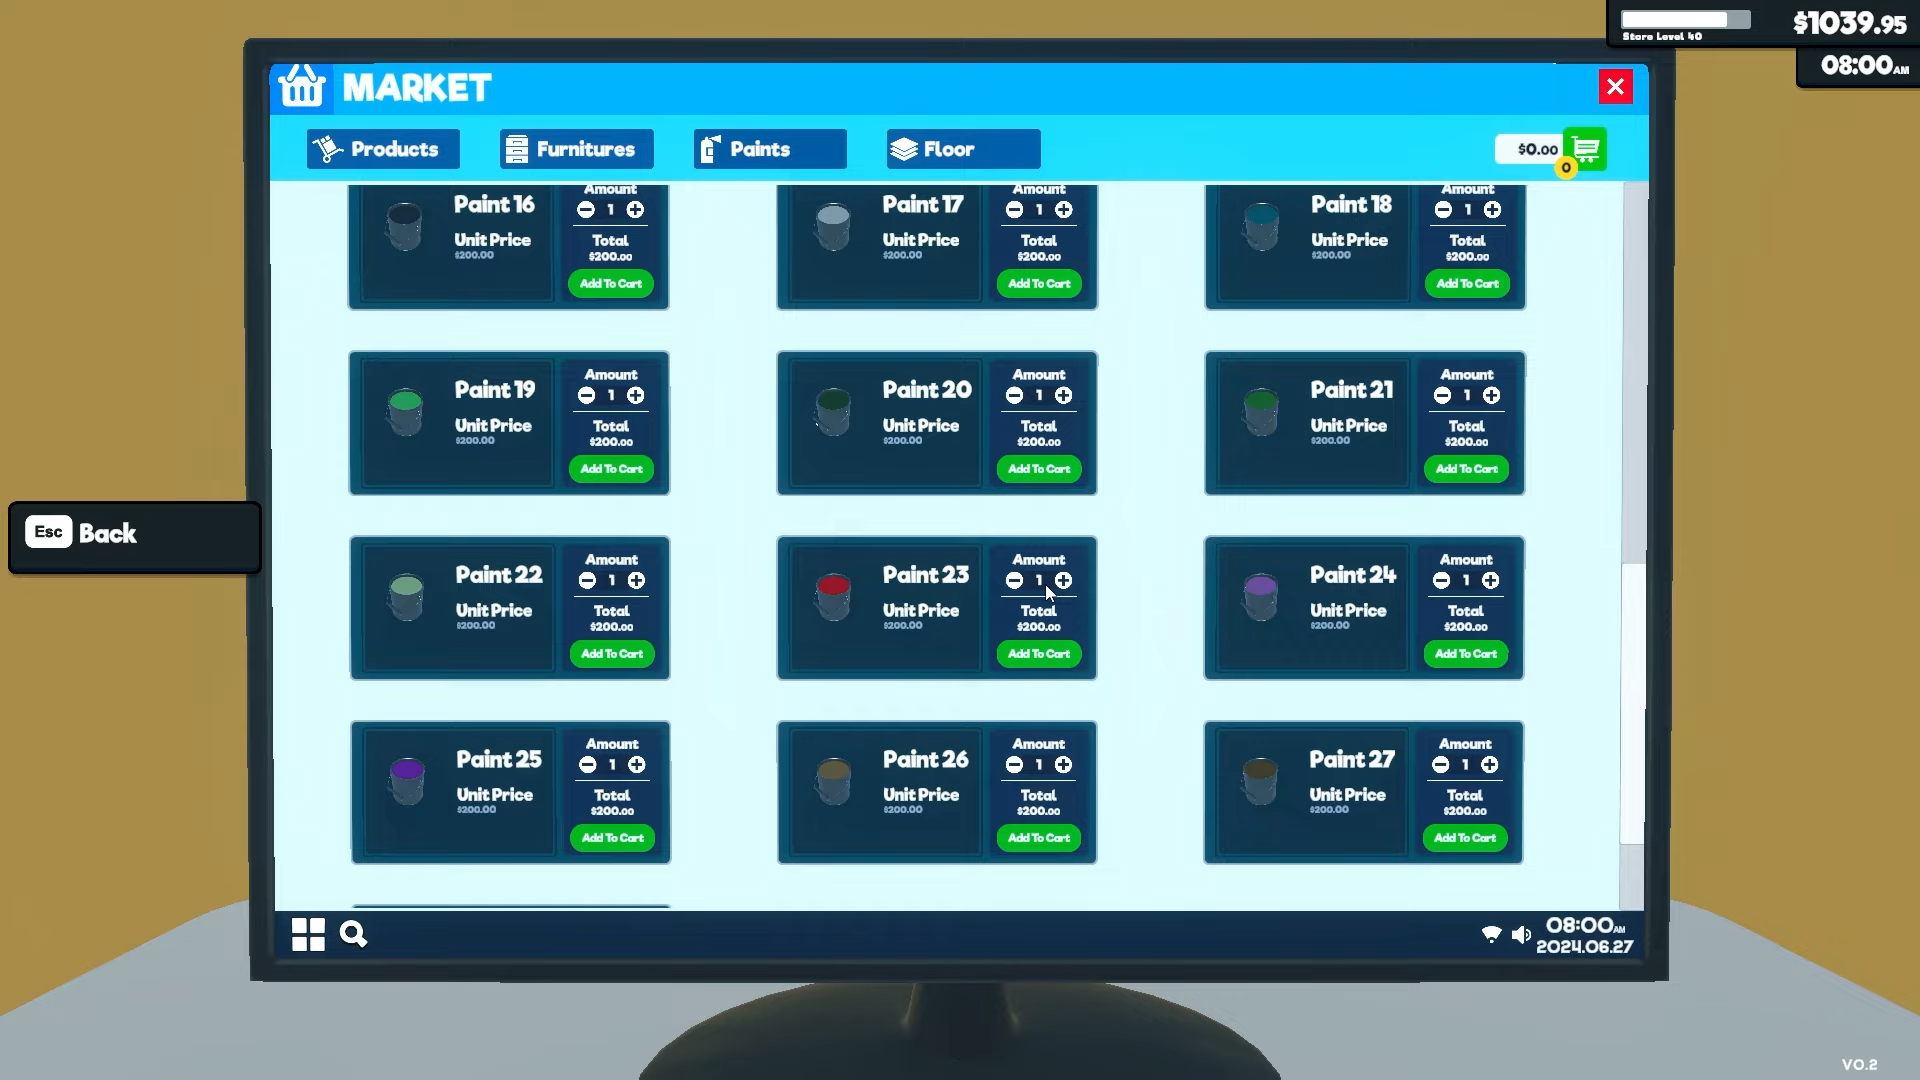 $1039.95
Store Level 40
08:00AM
MARKET
Products
Furnitures
Paints
Floor
$0.00
0
Paint 16
Unit Price
$200.00
Amount
1
Total
$200.00
Add To Cart
Paint 17
Unit Price
$200.00
Amount
1
Total
$200.00
Add To Cart
Paint 18
Unit Price
$200.00
Amount
1
Total
$200.00
Add To Cart
Paint 19
Unit Price
$200.00
Amount
1
Total
$200.00
Add To Cart
Paint 20
Unit Price
$200.00
Amount
1
Total
$200.00
Add To Cart
Paint 21
Unit Price
$200.00
Amount
1
Total
$200.00
Add To Cart
Esc Back
Paint 22
Unit Price
$200.00
Amount
1
Total
$200.00
Add To Cart
Paint 23
Unit Price
$200.00
Amount
1
Total
$200.00
Add To Cart
Paint 24
Unit Price
$200.00
Amount
1
Total
$200.00
Add To Cart
Paint 25
Unit Price
$200.00
Amount
1
Total
$200.00
Add To Cart
Paint 26
Unit Price
$200.00
Amount
1
Total
$200.00
Add To Cart
Paint 27
Unit Price
$200.00
Amount
1
Total
$200.00
Add To Cart
08:00AM
2024.06.27
V0.2